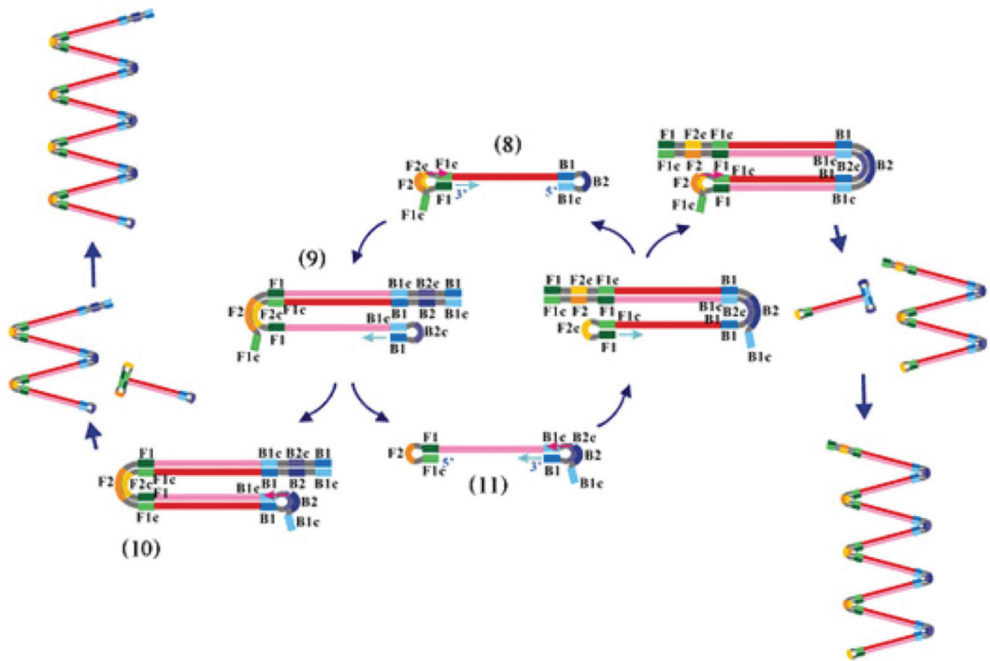 (8)
F2c F1c B1
F2 B2
F1 3' 5' B1c
F1c
F1 F2c F1c B1
B1c B2
F1c F2 F1 F1c B1 B2c
F2c
F2
F1
F1c
(9)
F1 B1c B2c B1
F2 F1c B1 B2 B1c
F2c B1c
F1 B2c
F1c B1
F1 F2c F1c B1
B1c B2
F1c F2 F1 F1c B1 B2c
F2c B1
F1
B1c
F1 B1c B2c B1
F2 F2c F1c B1 B2 B1c
F1 B1c
B2
F1c B1 B1c
(10)
F1 B1c B2c
F2 B2
F1c 5' 3' B1
B1c
(11)